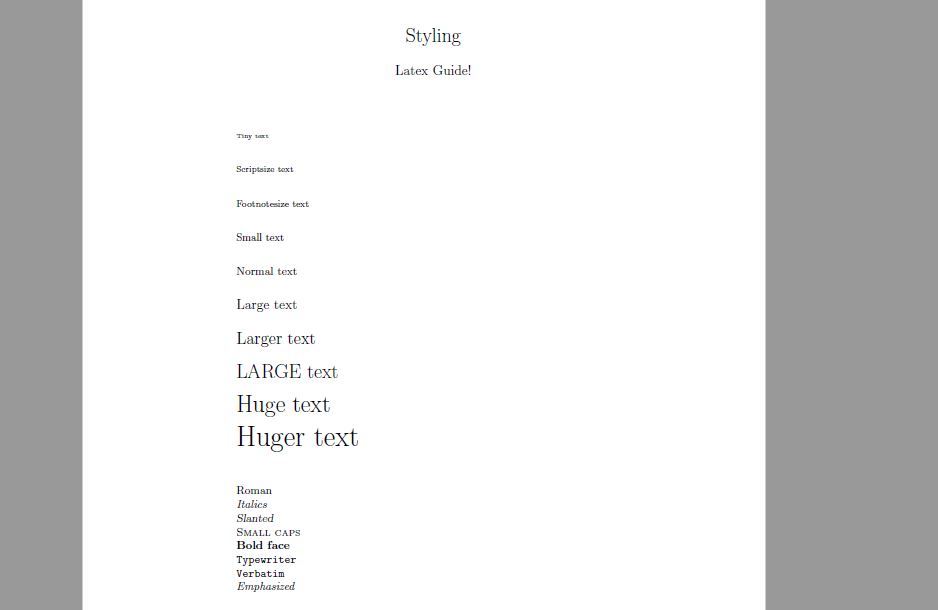 Styling
Latex Guide!
Tiny text
Scriptsize text
Footnotesize text
Small text
Normal text
Large text
Larger text
LARGE text
Huge text
Huger text
Roman
Italics
Slanted
Small caps
Bold face
Typewriter
Verbatim
Emphasized